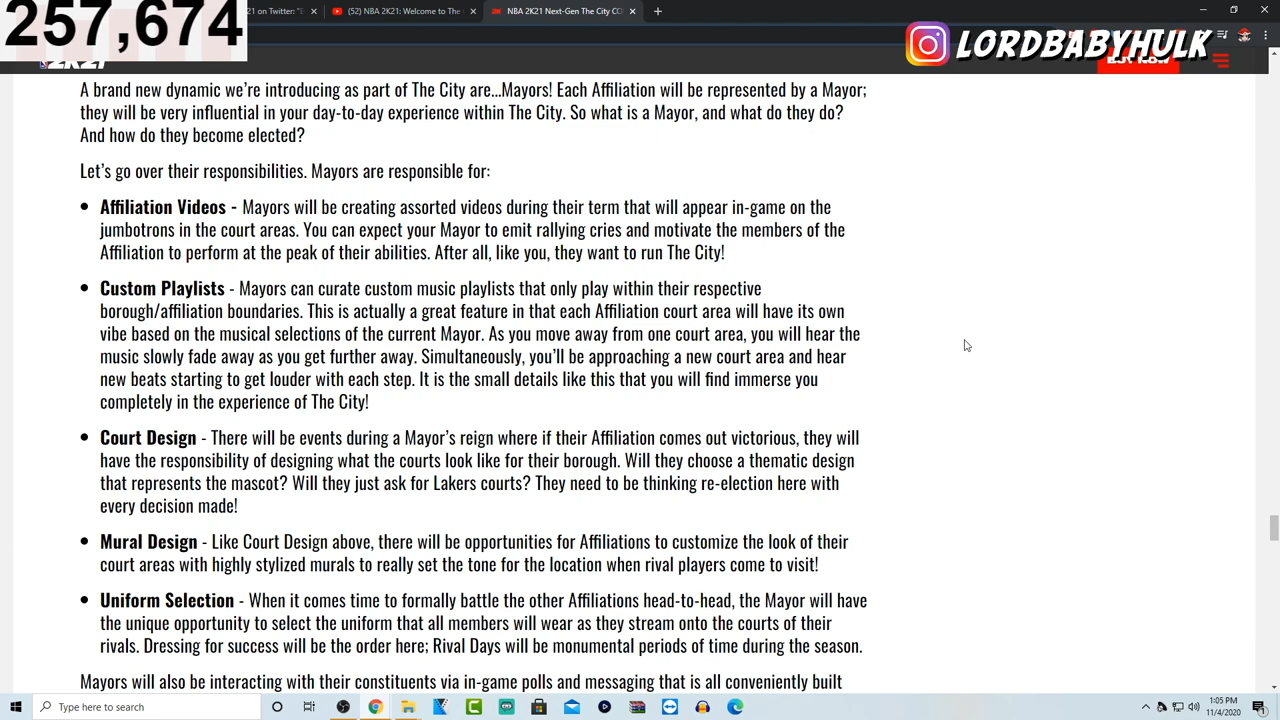 257,674
21 on Twitter: "E
(52) NBA 2K21: Welcome to The
NBA 2K21 Next-Gen The City CO
LORDBABYHULK
BUY NOW
2K21
A brand new dynamic we're introducing as part of The City are...Mayors! Each Affiliation will be represented by a Mayor;
they will be very influential in your day-to-day experience within The City. So what is a Mayor, and what do they do?
And how do they become elected?
Let's go over their responsibilities. Mayors are responsible for:
• Affiliation Videos - Mayors will be creating assorted videos during their term that will appear in-game on the
jumbotrons in the court areas. You can expect your Mayor to emit rallying cries and motivate the members of the
Affiliation to perform at the peak of their abilities. After all, like you, they want to run The City!
• Custom Playlists - Mayors can curate custom music playlists that only play within their respective
borough/affiliation boundaries. This is actually a great feature in that each Affiliation court area will have its own
vibe based on the musical selections of the current Mayor. As you move away from one court area, you will hear the
music slowly fade away as you get further away. Simultaneously, you'll be approaching a new court area and hear
new beats starting to get louder with each step. It is the small details like this that you will find immerse you
completely in the experience of The City!
• Court Design - There will be events during a Mayor's reign where if their Affiliation comes out victorious, they will
have the responsibility of designing what the courts look like for their borough. Will they choose a thematic design
that represents the mascot? Will they just ask for Lakers courts? They need to be thinking re-election here with
every decision made!
• Mural Design - Like Court Design above, there will be opportunities for Affiliations to customize the look of their
court areas with highly stylized murals to really set the tone for the location when rival players come to visit!
• Uniform Selection - When it comes time to formally battle the other Affiliations head-to-head, the Mayor will have
the unique opportunity to select the uniform that all members will wear as they stream onto the courts of their
rivals. Dressing for success will be the order here; Rival Days will be monumental periods of time during the season.
Mayors will also be interacting with their constituents via in-game polls and messaging that is all conveniently built
Type here to search
1:05 PM
11/4/2020